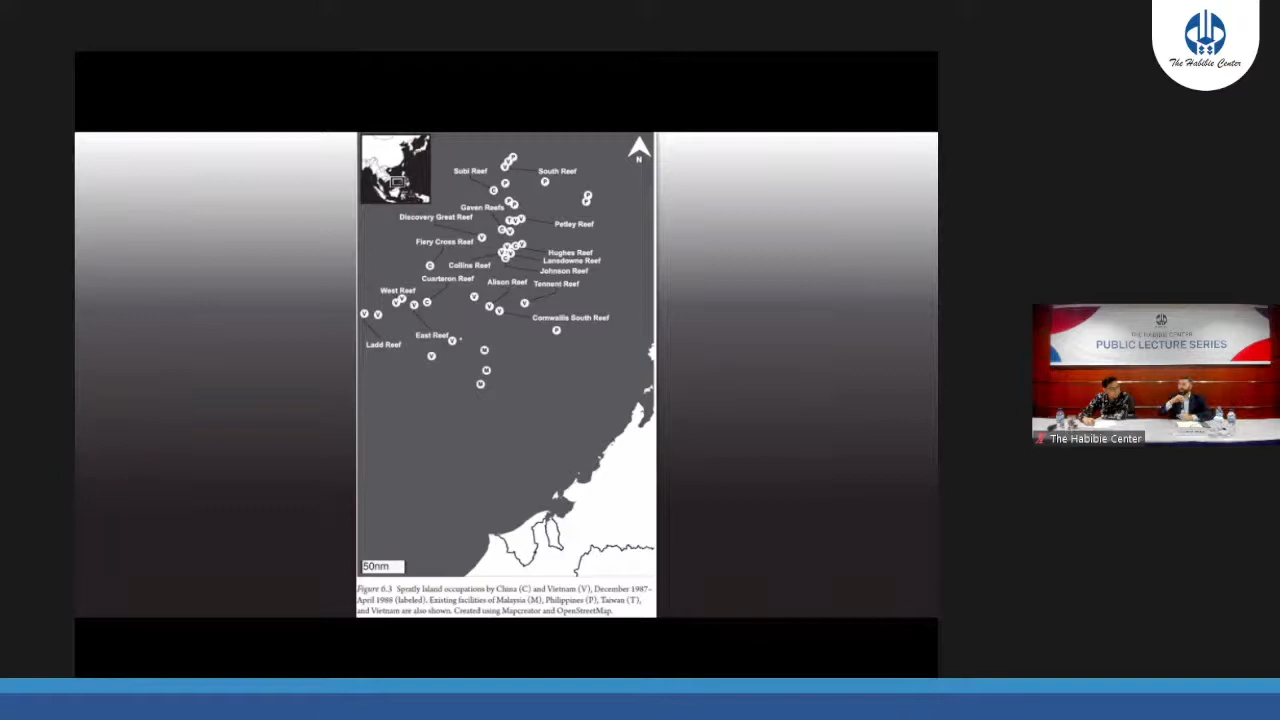 The Habibie Center
N
Subi Reef
South Reef
Gaven Reefs
Discovery Great Reef
Petley Reef
Fiery Cross Reef
Hughes Reef
Lansdowne Reef
Collins Reef
Johnson Reef
Cuarteron Reef
Alison Reef
Tennent Reef
West Reef
Cornwallis South Reef
East Reef
Ladd Reef
50nm
Figure 6.3 Spratly Island occupations by China (C) and Vietnam (V), December 1987–
April 1988 (labeled). Existing facilities of Malaysia (M), Philippines (P), Taiwan (T),
and Vietnam are also shown. Created using Mapcreator and OpenStreetMap.
THE HABIBIE CENTER
PUBLIC LECTURE SERIES
The Habibie Center